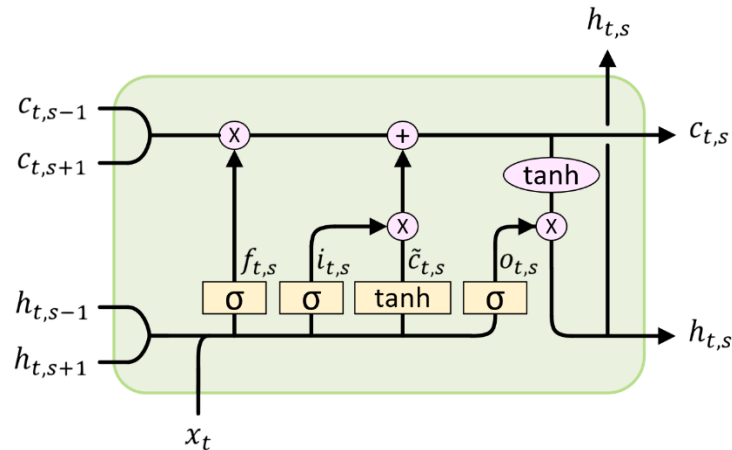 h_{t,s}
c_{t,s-1}
c_{t,s+1}
x
+
c_{t,s}
tanh
x
x
f_{t,s}
i_{t,s}
c̃_{t,s}
o_{t,s}
σ
σ
tanh
σ
h_{t,s-1}
h_{t,s+1}
h_{t,s}
x_t